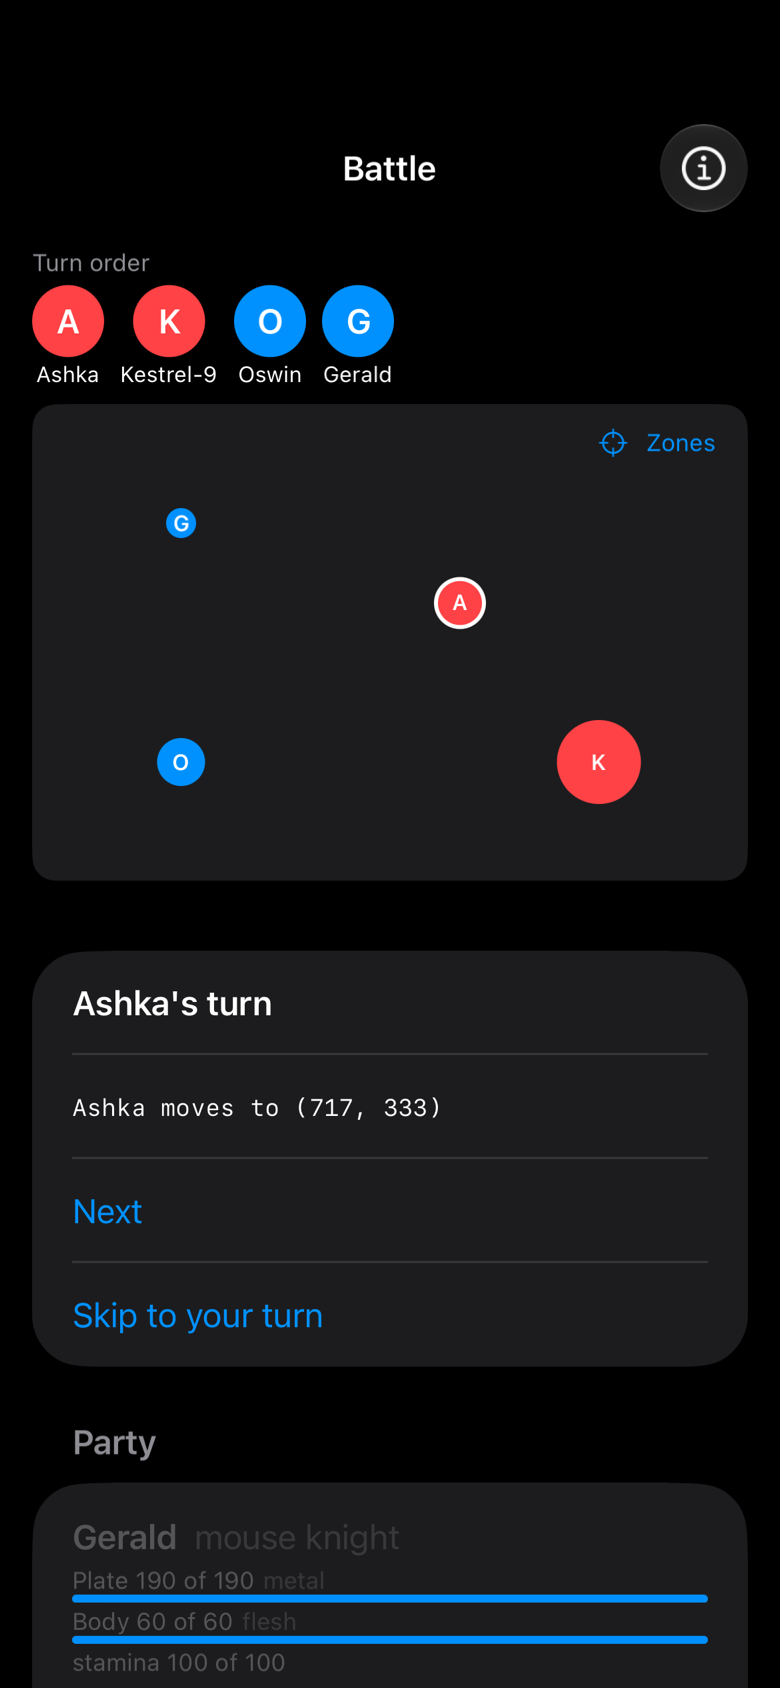 Battle
Turn order
A K O G
Ashka Kestrel-9 Oswin Gerald
Zones
G
A
O
K
Ashka's turn
Ashka moves to (717, 333)
Next
Skip to your turn
Party
Gerald mouse knight
Plate 190 of 190 metal
Body 60 of 60 flesh
stamina 100 of 100